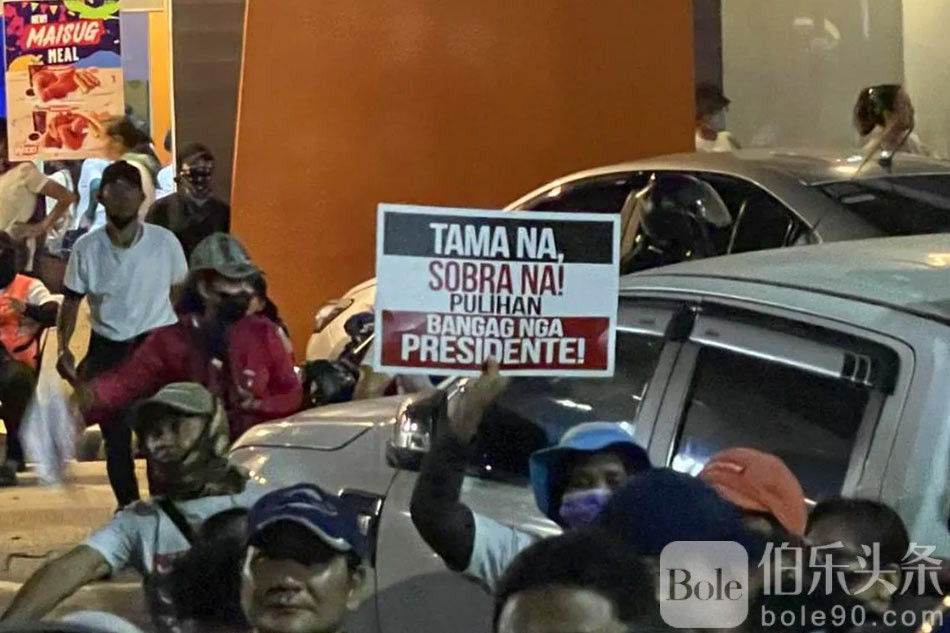 NEW!
MAISUG
MEAL
TAMA NA,
SOBRA NA!
PULIHAN
BANGAG NGA
PRESIDENTE!
Bole
伯乐头条
bole90.com